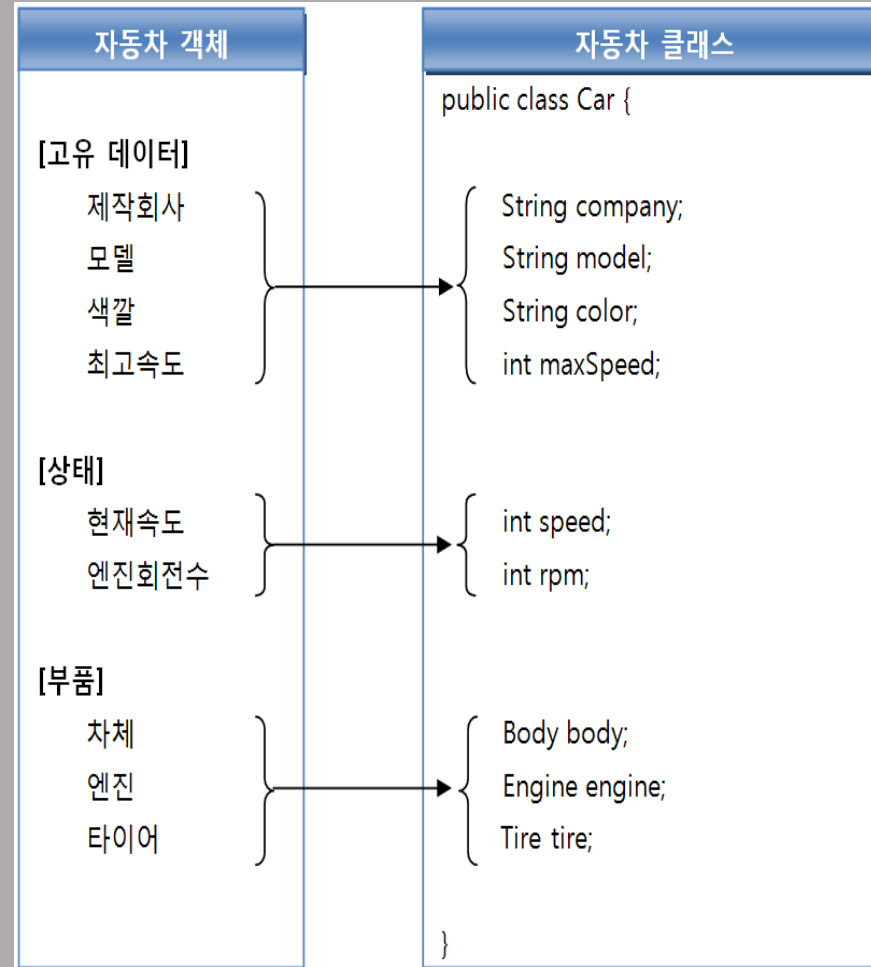 자동차 객체
자동차 클래스
public class Car {
[고유 데이터]
제작회사
String company;
모델
String model;
색깔
String color;
최고속도
int maxSpeed;
[상태]
현재속도
int speed;
엔진회전수
int rpm;
[부품]
차체
Body body;
엔진
Engine engine;
타이어
Tire tire;
}